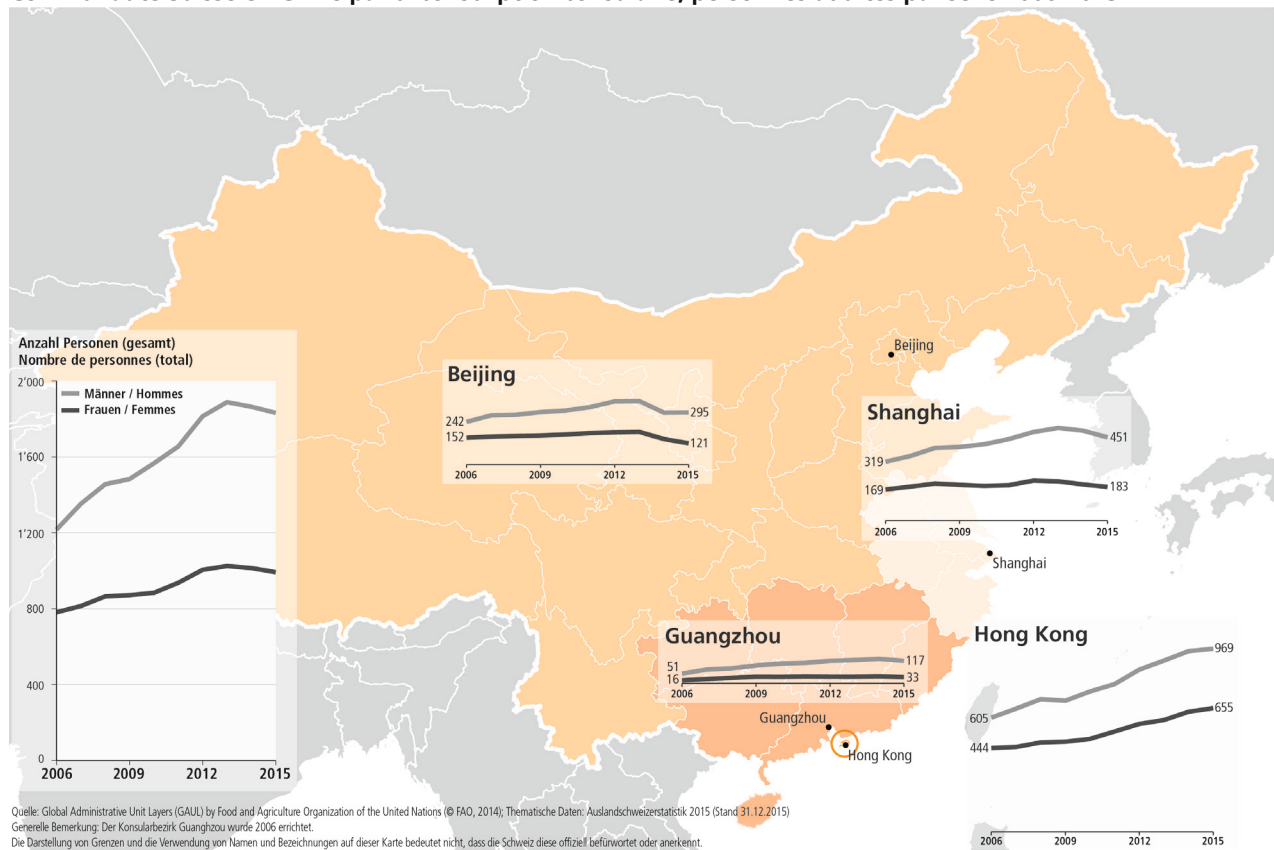 Anzahl Personen (gesamt)
Nombre de personnes (total)
2'000
Männer / Hommes
Frauen / Femmes
1'600
1'200
800
400
0
2006
2009
2012
2015
Beijing
242
295
152
121
2006
2009
2012
2015
Beijing
Shanghai
319
451
169
183
2006
2009
2012
2015
Shanghai
Guangzhou
51
117
16
33
2006
2009
2012
2015
Guangzhou
Hong Kong
Hong Kong
605
969
444
655
2006
2009
2012
2015
Quelle: Global Administrative Unit Layers (GAUL) by Food and Agriculture Organization of the United Nations (© FAO, 2014); Thematische Daten: Auslandschweizerstatistik 2015 (Stand 31.12.2015)
Generelle Bemerkung: Der Konsularbezirk Guanghzou wurde 2006 errichtet.
Die Darstellung von Grenzen und die Verwendung von Namen und Bezeichnungen auf dieser Karte bedeutet nicht, dass die Schweiz diese offiziell befürwortet oder anerkennt.